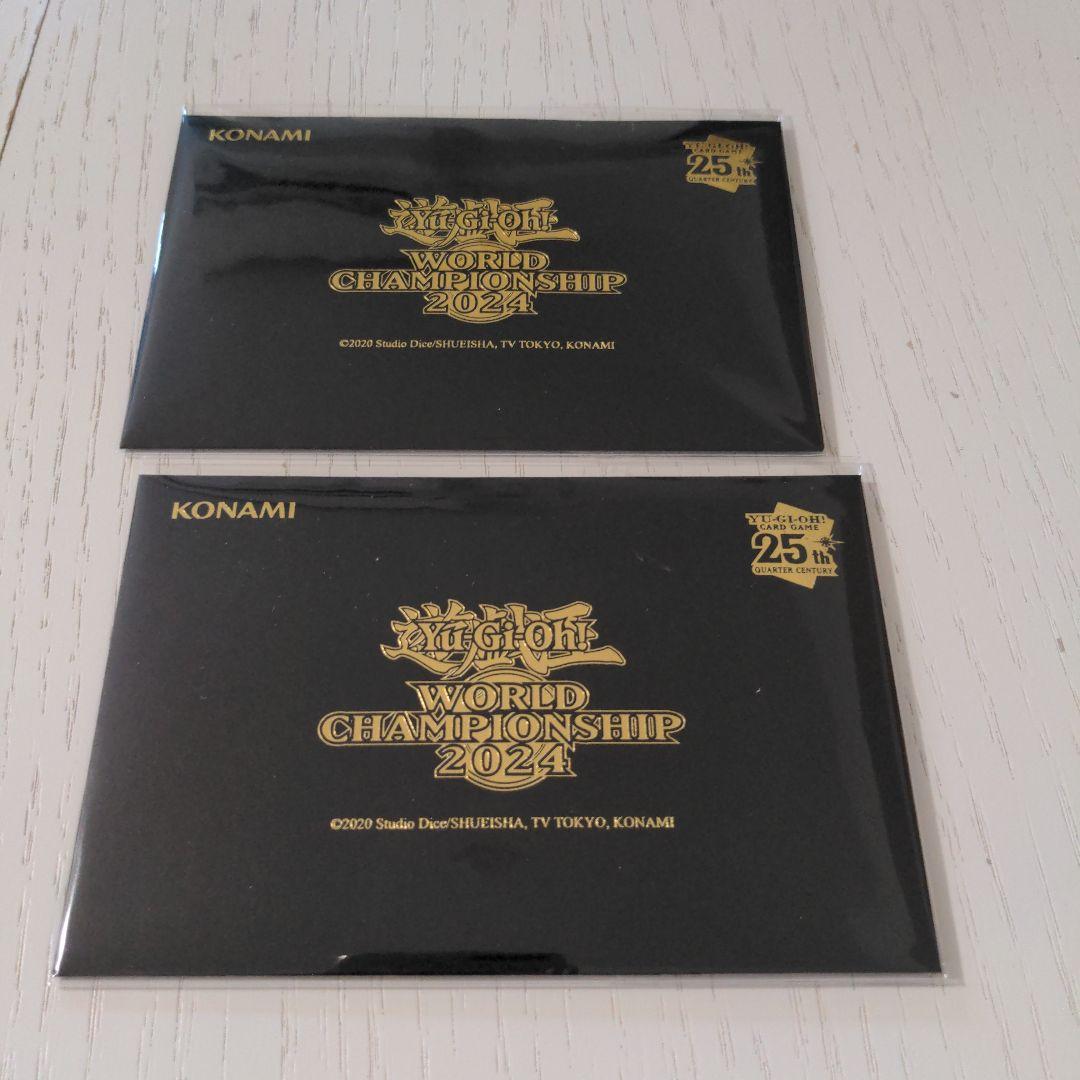 KONAMI
YU-GI-OH!
CARD GAME
25th
QUARTER CENTURY
遊戯王
Yu-Gi-Oh!
WORLD
CHAMPIONSHIP
2024
©2020 Studio Dice/SHUEISHA, TV TOKYO, KONAMI
KONAMI
YU-GI-OH!
CARD GAME
25th
QUARTER CENTURY
遊戯王
Yu-Gi-Oh!
WORLD
CHAMPIONSHIP
2024
©2020 Studio Dice/SHUEISHA, TV TOKYO, KONAMI